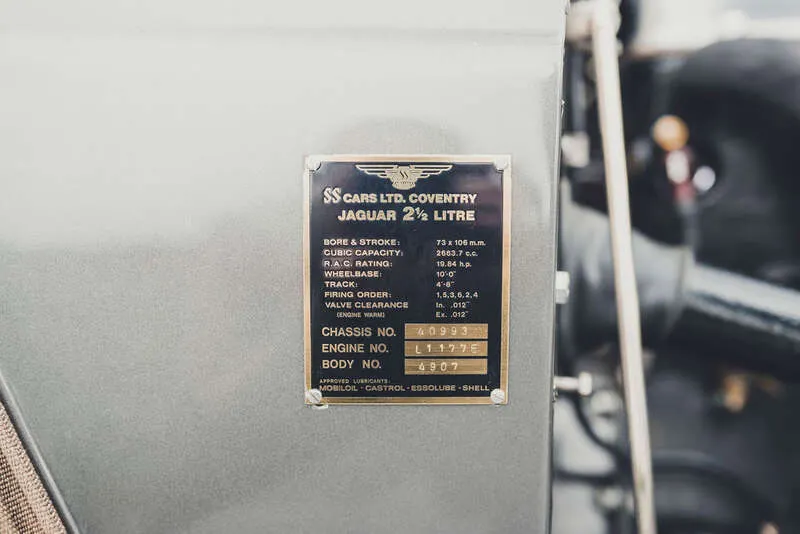 SS
SS CARS LTD. COVENTRY
JAGUAR 2½ LITRE
BORE & STROKE: 73 x 106 m.m.
CUBIC CAPACITY: 2663.7 c.c.
R.A.C. RATING: 19.84 h.p.
WHEELBASE: 10'-0"
TRACK: 4'-8"
FIRING ORDER: 1,5,3,6,2,4
VALVE CLEARANCE In. .012"
(ENGINE WARM) Ex. .012"
CHASSIS NO. 40993
ENGINE NO. L1177E
BODY NO. 4907
APPROVED LUBRICANTS:
MOBILOIL - CASTROL - ESSOLUBE - SHELL